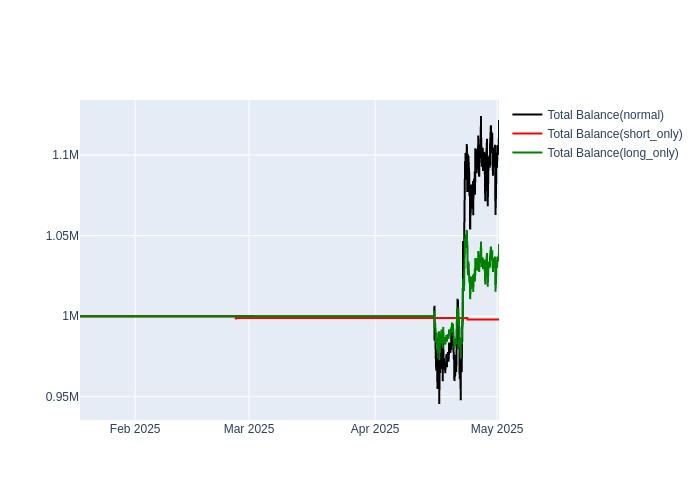 Total Balance(normal)
Total Balance(short_only)
Total Balance(long_only)
1.1M
1.05M
1M
0.95M
Feb 2025
Mar 2025
Apr 2025
May 2025